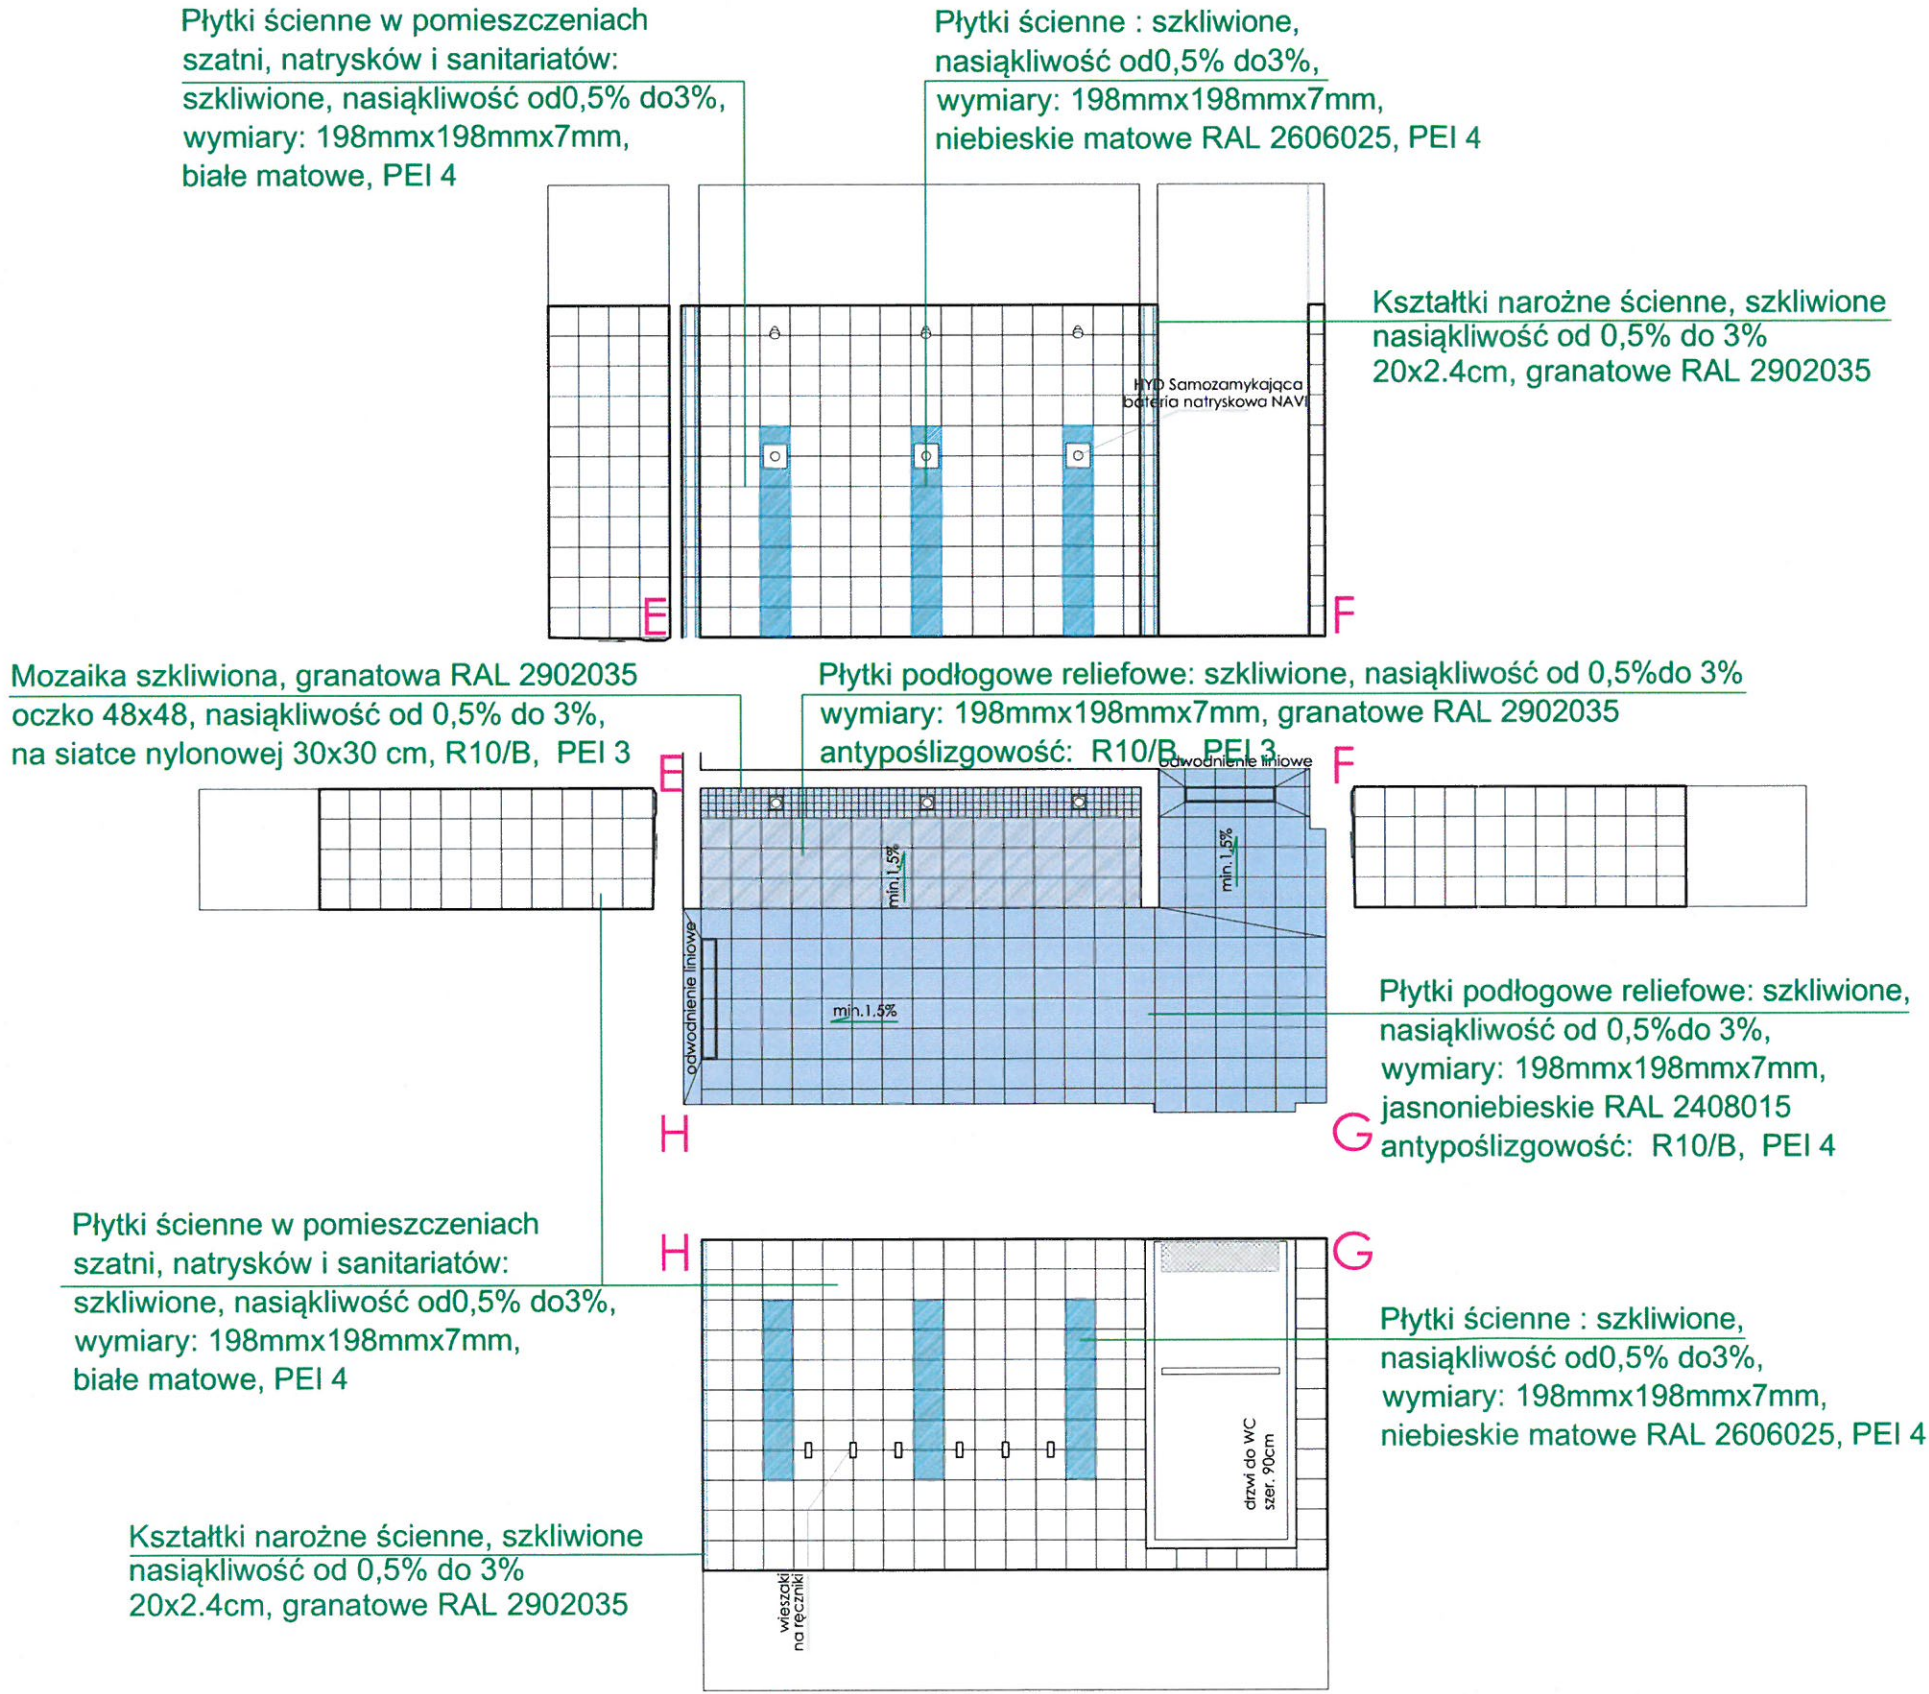 Płytki ścienne w pomieszczeniach
szatni, natrysków i sanitariatów:
szkliwione, nasiąkliwość od0,5% do3%,
wymiary: 198mmx198mmx7mm,
białe matowe, PEI 4
Płytki ścienne : szkliwione,
nasiąkliwość od0,5% do3%,
wymiary: 198mmx198mmx7mm,
niebieskie matowe RAL 2606025, PEI 4
Kształtki narożne ścienne, szkliwione
nasiąkliwość od 0,5% do 3%
20x2.4cm, granatowe RAL 2902035
HYD Samozamykająca
bateria natryskowa NAVI
E
F
Mozaika szkliwiona, granatowa RAL 2902035
oczko 48x48, nasiąkliwość od 0,5% do 3%,
na siatce nylonowej 30x30 cm, R10/B, PEI 3
Płytki podłogowe reliefowe: szkliwione, nasiąkliwość od 0,5%do 3%
wymiary: 198mmx198mmx7mm, granatowe RAL 2902035
antypoślizgowość: R10/B, PEI 3
E
odwodnienie liniowe
F
min.1,5%
min.1,5%
odwodnienie liniowe
min.1.5%
Płytki podłogowe reliefowe: szkliwione,
nasiąkliwość od 0,5%do 3%,
wymiary: 198mmx198mmx7mm,
jasnoniebieskie RAL 2408015
antypoślizgowość: R10/B, PEI 4
H
G
Płytki ścienne w pomieszczeniach
szatni, natrysków i sanitariatów:
szkliwione, nasiąkliwość od0,5% do3%,
wymiary: 198mmx198mmx7mm,
białe matowe, PEI 4
H
G
Płytki ścienne : szkliwione,
nasiąkliwość od0,5% do3%,
wymiary: 198mmx198mmx7mm,
niebieskie matowe RAL 2606025, PEI 4
drzwi do WC
szer. 90cm
Kształtki narożne ścienne, szkliwione
nasiąkliwość od 0,5% do 3%
20x2.4cm, granatowe RAL 2902035
wieszaki
na ręczniki